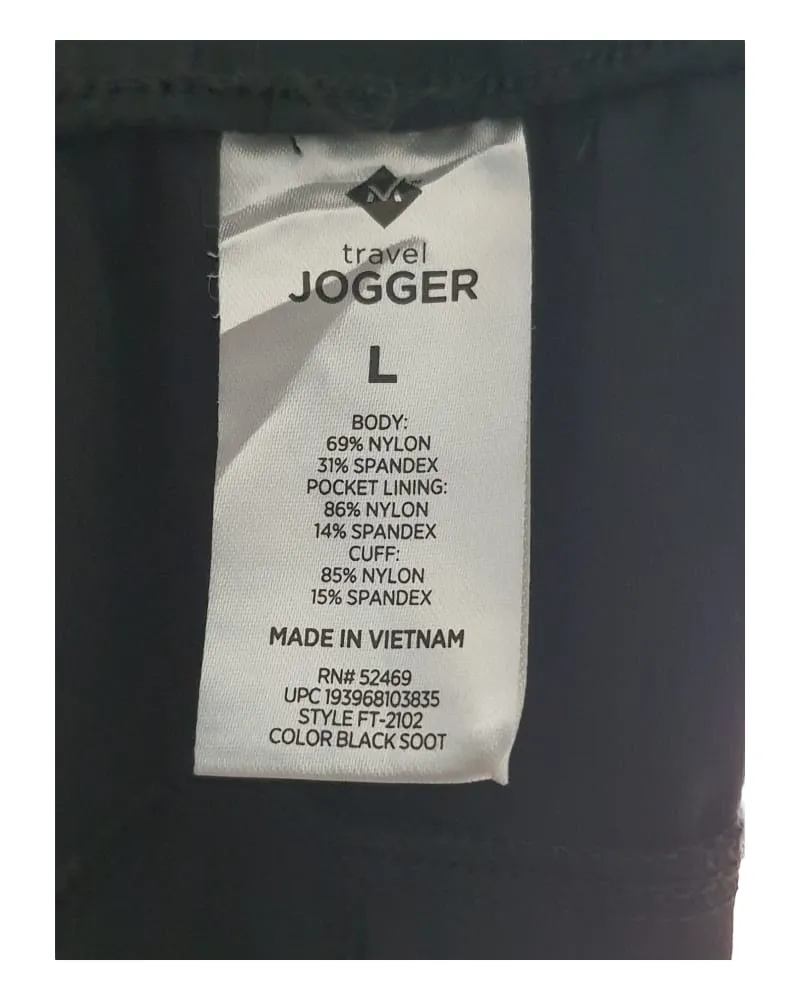 M
travel
JOGGER
L
BODY:
69% NYLON
31% SPANDEX
POCKET LINING:
86% NYLON
14% SPANDEX
CUFF:
85% NYLON
15% SPANDEX
MADE IN VIETNAM
RN# 52469
UPC 193968103835
STYLE FT-2102
COLOR BLACK SOOT